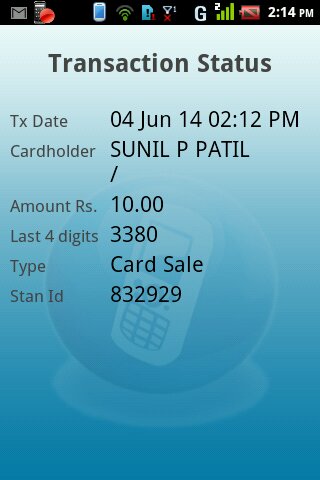 G 2:14 PM
Transaction Status
Tx Date 04 Jun 14 02:12 PM
Cardholder SUNIL P PATIL
/
Amount Rs. 10.00
Last 4 digits 3380
Type Card Sale
Stan Id 832929